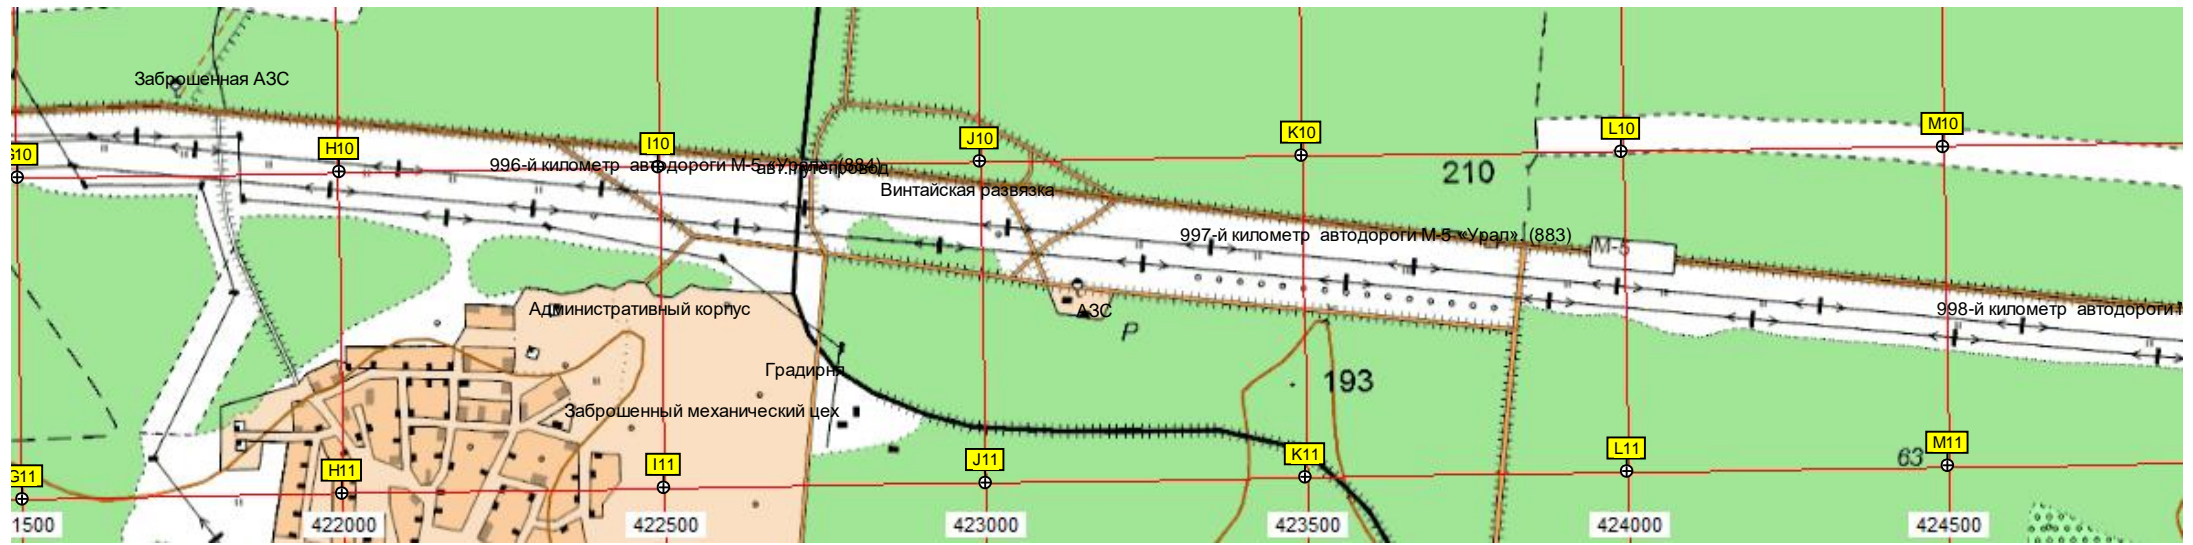 Заброшенная АЗС
M10
L10
K10
J10
I10
H10
G10
996-й километр автодороги М-5 «Урал» (884)
авт.путепровод
210
Винтайская развязка
997-й километр автодороги М-5 «Урал» (883)
М-5
Административный корпус
АЗС
998-й километр автодороги
P
Градирня
193
Заброшенный механический цех
M11
L11
K11
J11
I11
H11
G11
63
1500
422000
422500
423000
423500
424000
424500